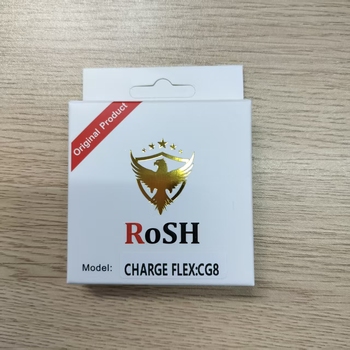 Original Product
RoSH
Model: CHARGE FLEX:CG8